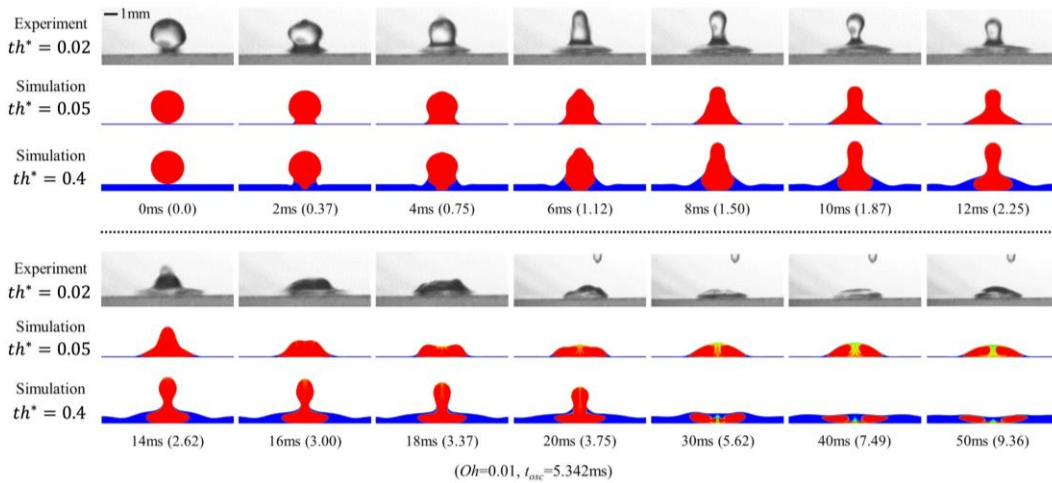 1mm
Experiment
th* = 0.02
Simulation
th* = 0.05
Simulation
th* = 0.4
0ms (0.0) 2ms (0.37) 4ms (0.75) 6ms (1.12) 8ms (1.50) 10ms (1.87) 12ms (2.25)
Experiment
th* = 0.02
Simulation
th* = 0.05
Simulation
th* = 0.4
14ms (2.62) 16ms (3.00) 18ms (3.37) 20ms (3.75) 30ms (5.62) 40ms (7.49) 50ms (9.36)
(Oh=0.01, tosc=5.342ms)